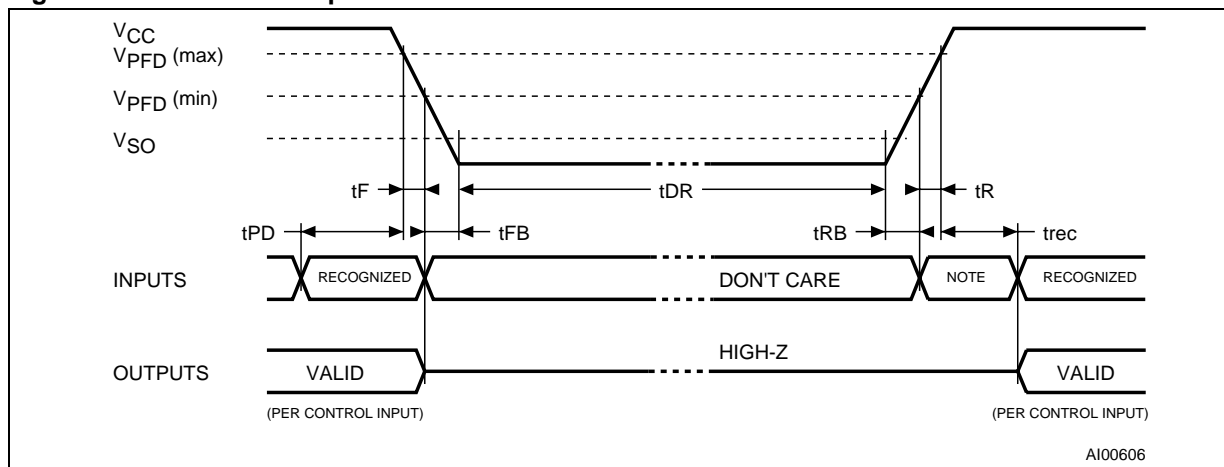 VCC
VPFD (max)
VPFD (min)
VSO
tF
tDR
tR
tPD
tFB
tRB
trec
INPUTS
RECOGNIZED
DON'T CARE
NOTE
RECOGNIZED
OUTPUTS
VALID
HIGH-Z
VALID
(PER CONTROL INPUT)
(PER CONTROL INPUT)
AI00606